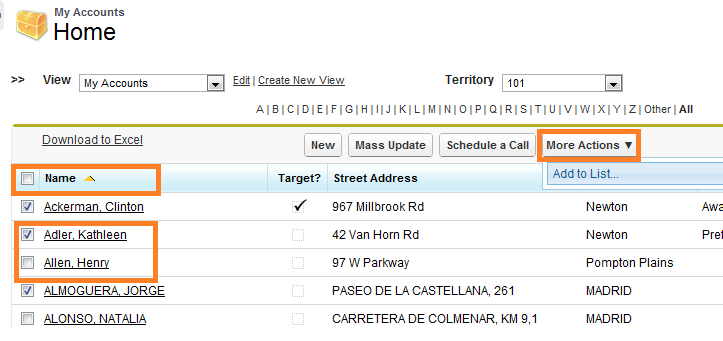 My Accounts
Home
>> View My Accounts Edit | Create New View Territory 101
A | B | C | D | E | F | G | H | I | J | K | L | M | N | O | P | Q | R | S | T | U | V | W | X | Y | Z | Other | All
Download to Excel New Mass Update Schedule a Call More Actions ▼
Add to List...
Name Target? Street Address
Ackerman, Clinton 967 Millbrook Rd Newton Awa
Adler, Kathleen 42 Van Horn Rd Newton Pref
Allen, Henry 97 W Parkway Pompton Plains
ALMOGUERA, JORGE PASEO DE LA CASTELLANA, 261 MADRID
ALONSO, NATALIA CARRETERA DE COLMENAR, KM 9,1 MADRID